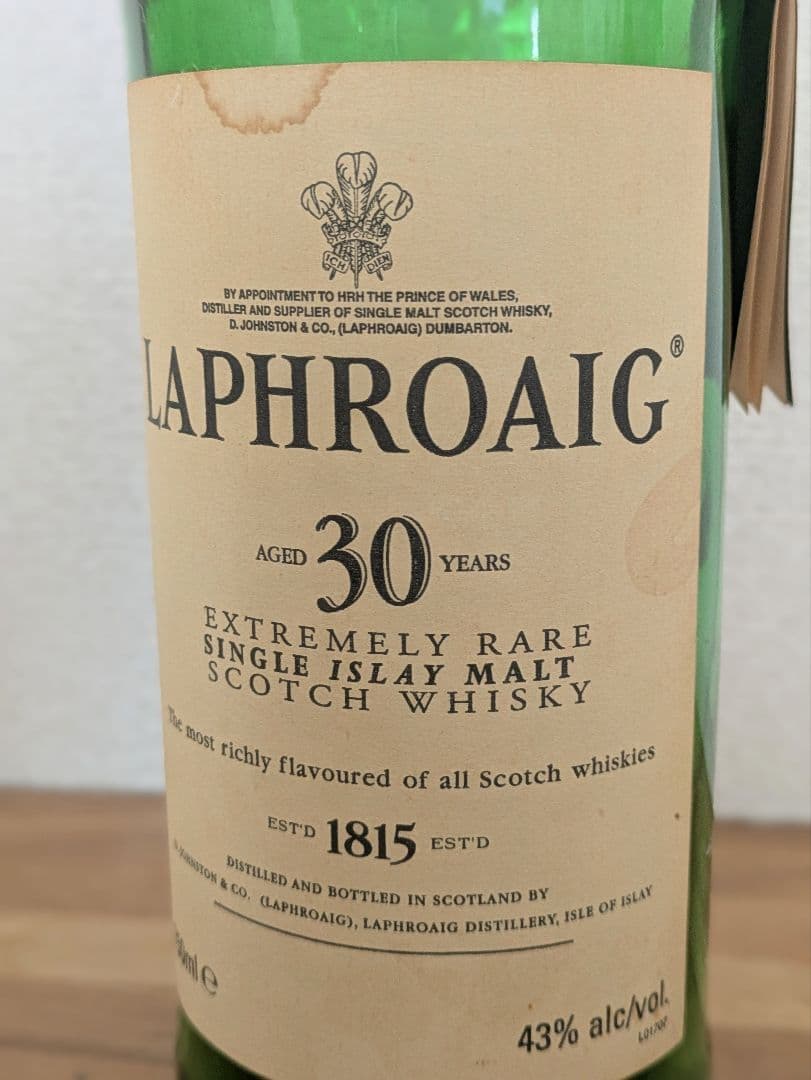 ICH DIEN
BY APPOINTMENT TO HRH THE PRINCE OF WALES,
DISTILLER AND SUPPLIER OF SINGLE MALT SCOTCH WHISKY,
D. JOHNSTON & CO., (LAPHROAIG) DUMBARTON.
LAPHROAIG®
AGED 30 YEARS
EXTREMELY RARE
SINGLE ISLAY MALT
SCOTCH WHISKY
The most richly flavoured of all Scotch whiskies
EST'D 1815 EST'D
DISTILLED AND BOTTLED IN SCOTLAND BY
D. JOHNSTON & CO. (LAPHROAIG), LAPHROAIG DISTILLERY, ISLE OF ISLAY
43% alc/vol.